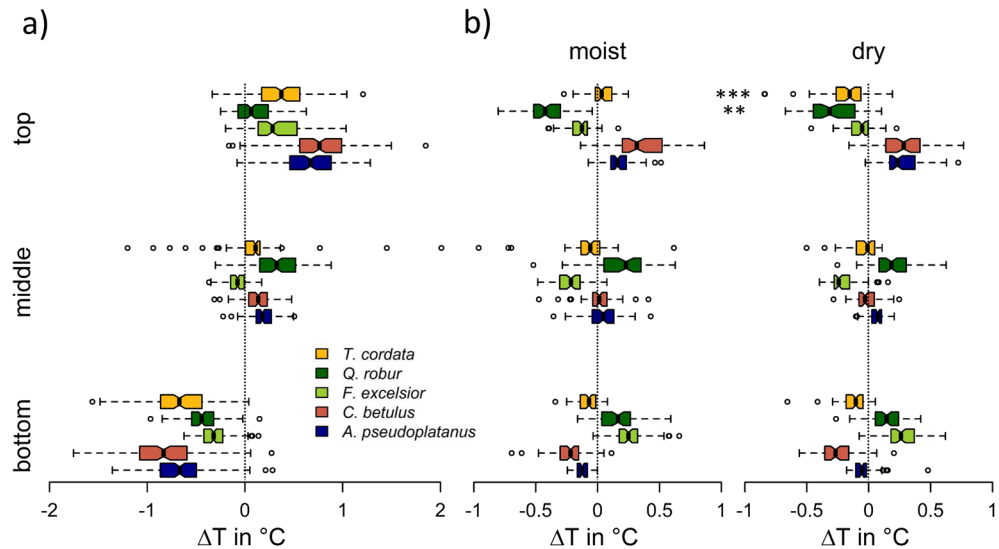 a)
b)
moist
dry
top
***
**
middle
T. cordata
Q. robur
F. excelsior
C. betulus
A. pseudoplatanus
bottom
-2 -1 0 1 2
-1 -0.5 0 0.5 1
-1 -0.5 0 0.5 1
ΔT in °C
ΔT in °C
ΔT in °C